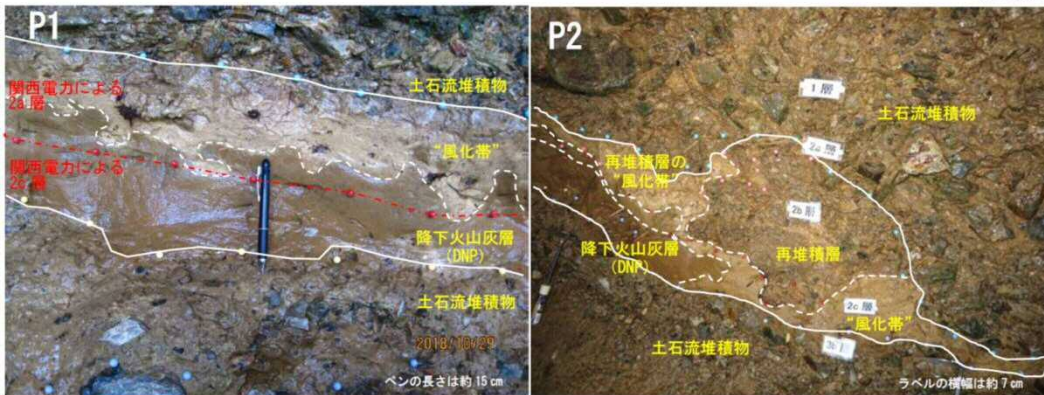 P1
土石流堆積物
関西電力による
2a層
"風化帯"
関西電力による
2c層
降下火山灰層
(DNP)
土石流堆積物
2018/10/29
ペンの長さは約15cm
P2
1層
土石流堆積物
2a層
再堆積層の
"風化帯"
2b層
降下火山灰層
(DNP)
再堆積層
2c層
"風化帯"
土石流堆積物
ラベルの横幅は約7cm